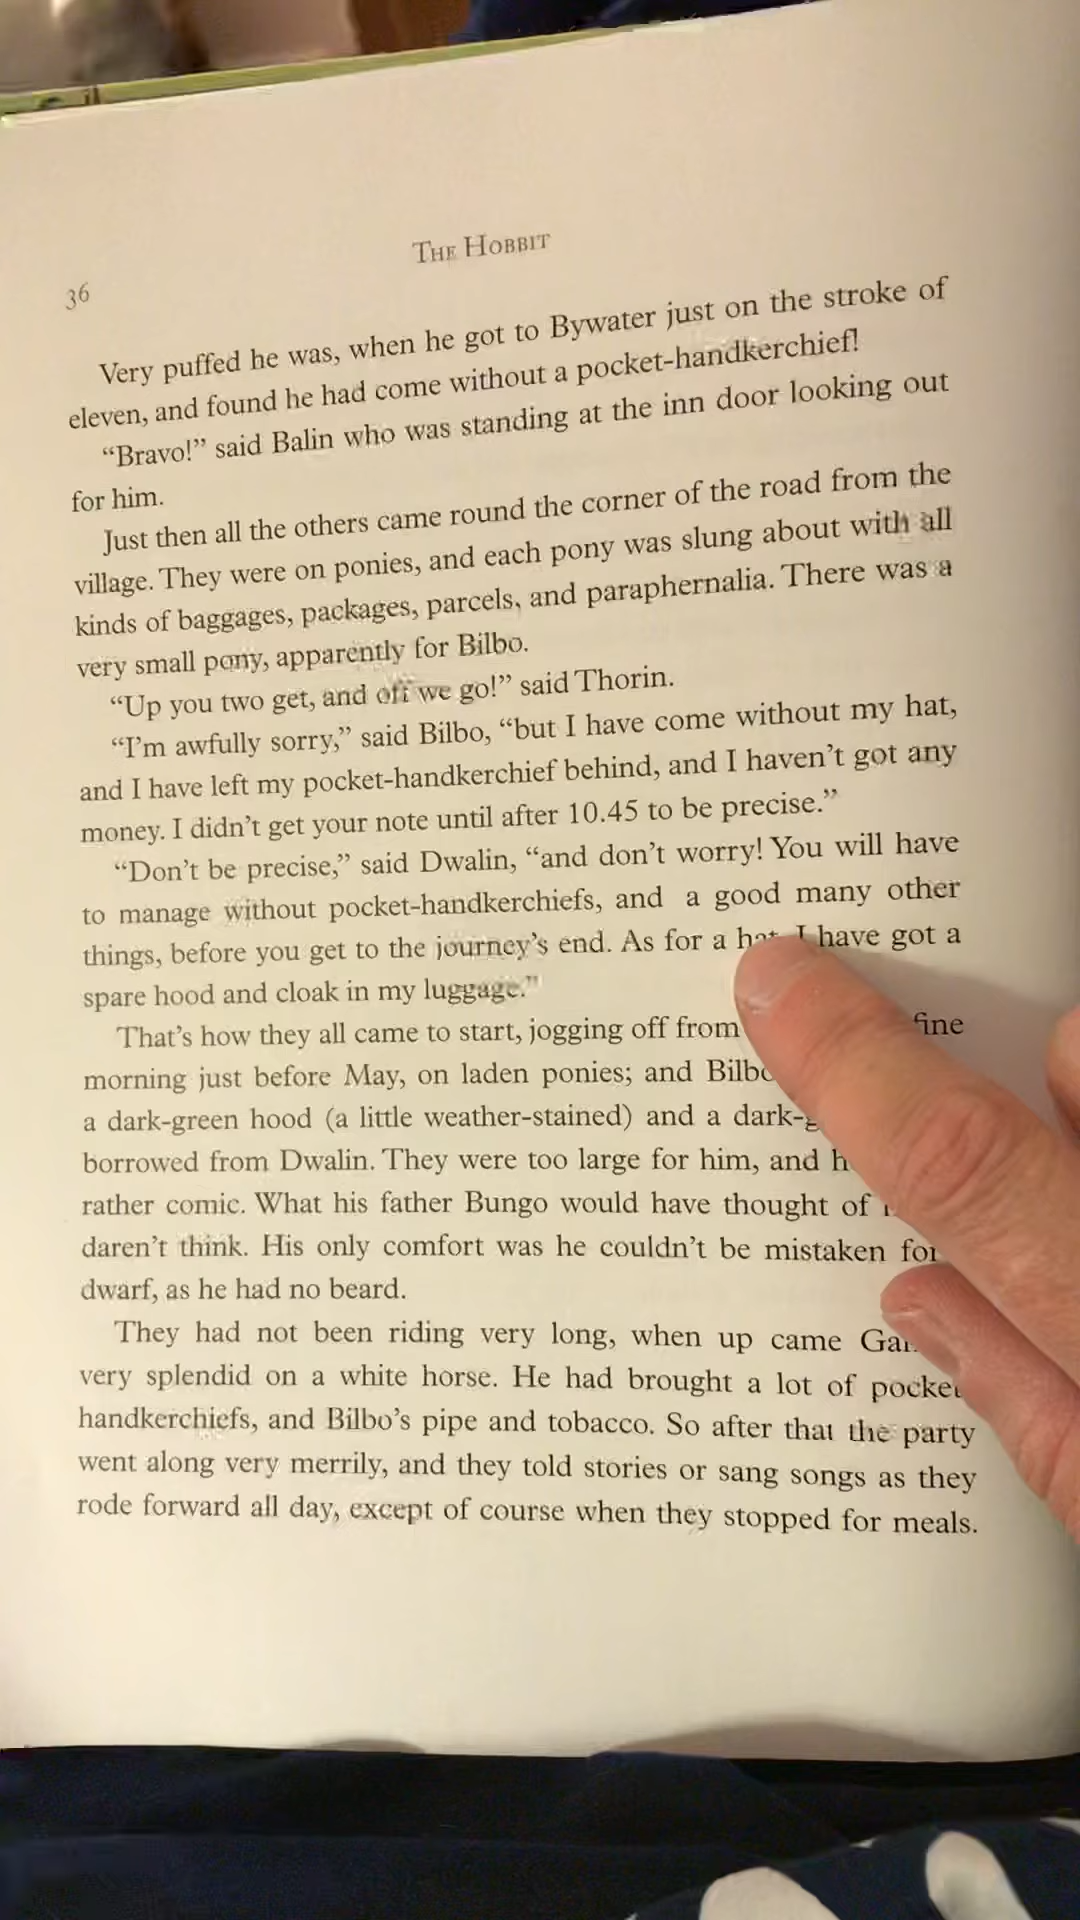 THE HOBBIT
36
Very puffed he was, when he got to Bywater just on the stroke of
eleven, and found he had come without a pocket-handkerchief!
“Bravo!” said Balin who was standing at the inn door looking out
for him.
Just then all the others came round the corner of the road from the
village. They were on ponies, and each pony was slung about with all
kinds of baggages, packages, parcels, and paraphernalia. There was a
very small pony, apparently for Bilbo.
“Up you two get, and off we go!” said Thorin.
“I’m awfully sorry,” said Bilbo, “but I have come without my hat,
and I have left my pocket-handkerchief behind, and I haven’t got any
money. I didn’t get your note until after 10.45 to be precise.”
“Don’t be precise,” said Dwalin, “and don’t worry! You will have
to manage without pocket-handkerchiefs, and a good many other
things, before you get to the journey’s end. As for a hat, I have got a
spare hood and cloak in my luggage.”
That’s how they all came to start, jogging off from fine
morning just before May, on laden ponies; and Bilbo
a dark-green hood (a little weather-stained) and a dark-
borrowed from Dwalin. They were too large for him, and
rather comic. What his father Bungo would have thought of
daren’t think. His only comfort was he couldn’t be mistaken for
dwarf, as he had no beard.
They had not been riding very long, when up came
very splendid on a white horse. He had brought a lot of pocket
handkerchiefs, and Bilbo’s pipe and tobacco. So after that the party
went along very merrily, and they told stories or sang songs as they
rode forward all day, except of course when they stopped for meals.